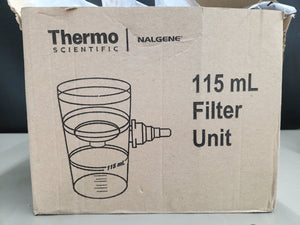 Thermo
SCIENTIFIC
NALGENE®
115 mL
Filter
Unit
115 mL